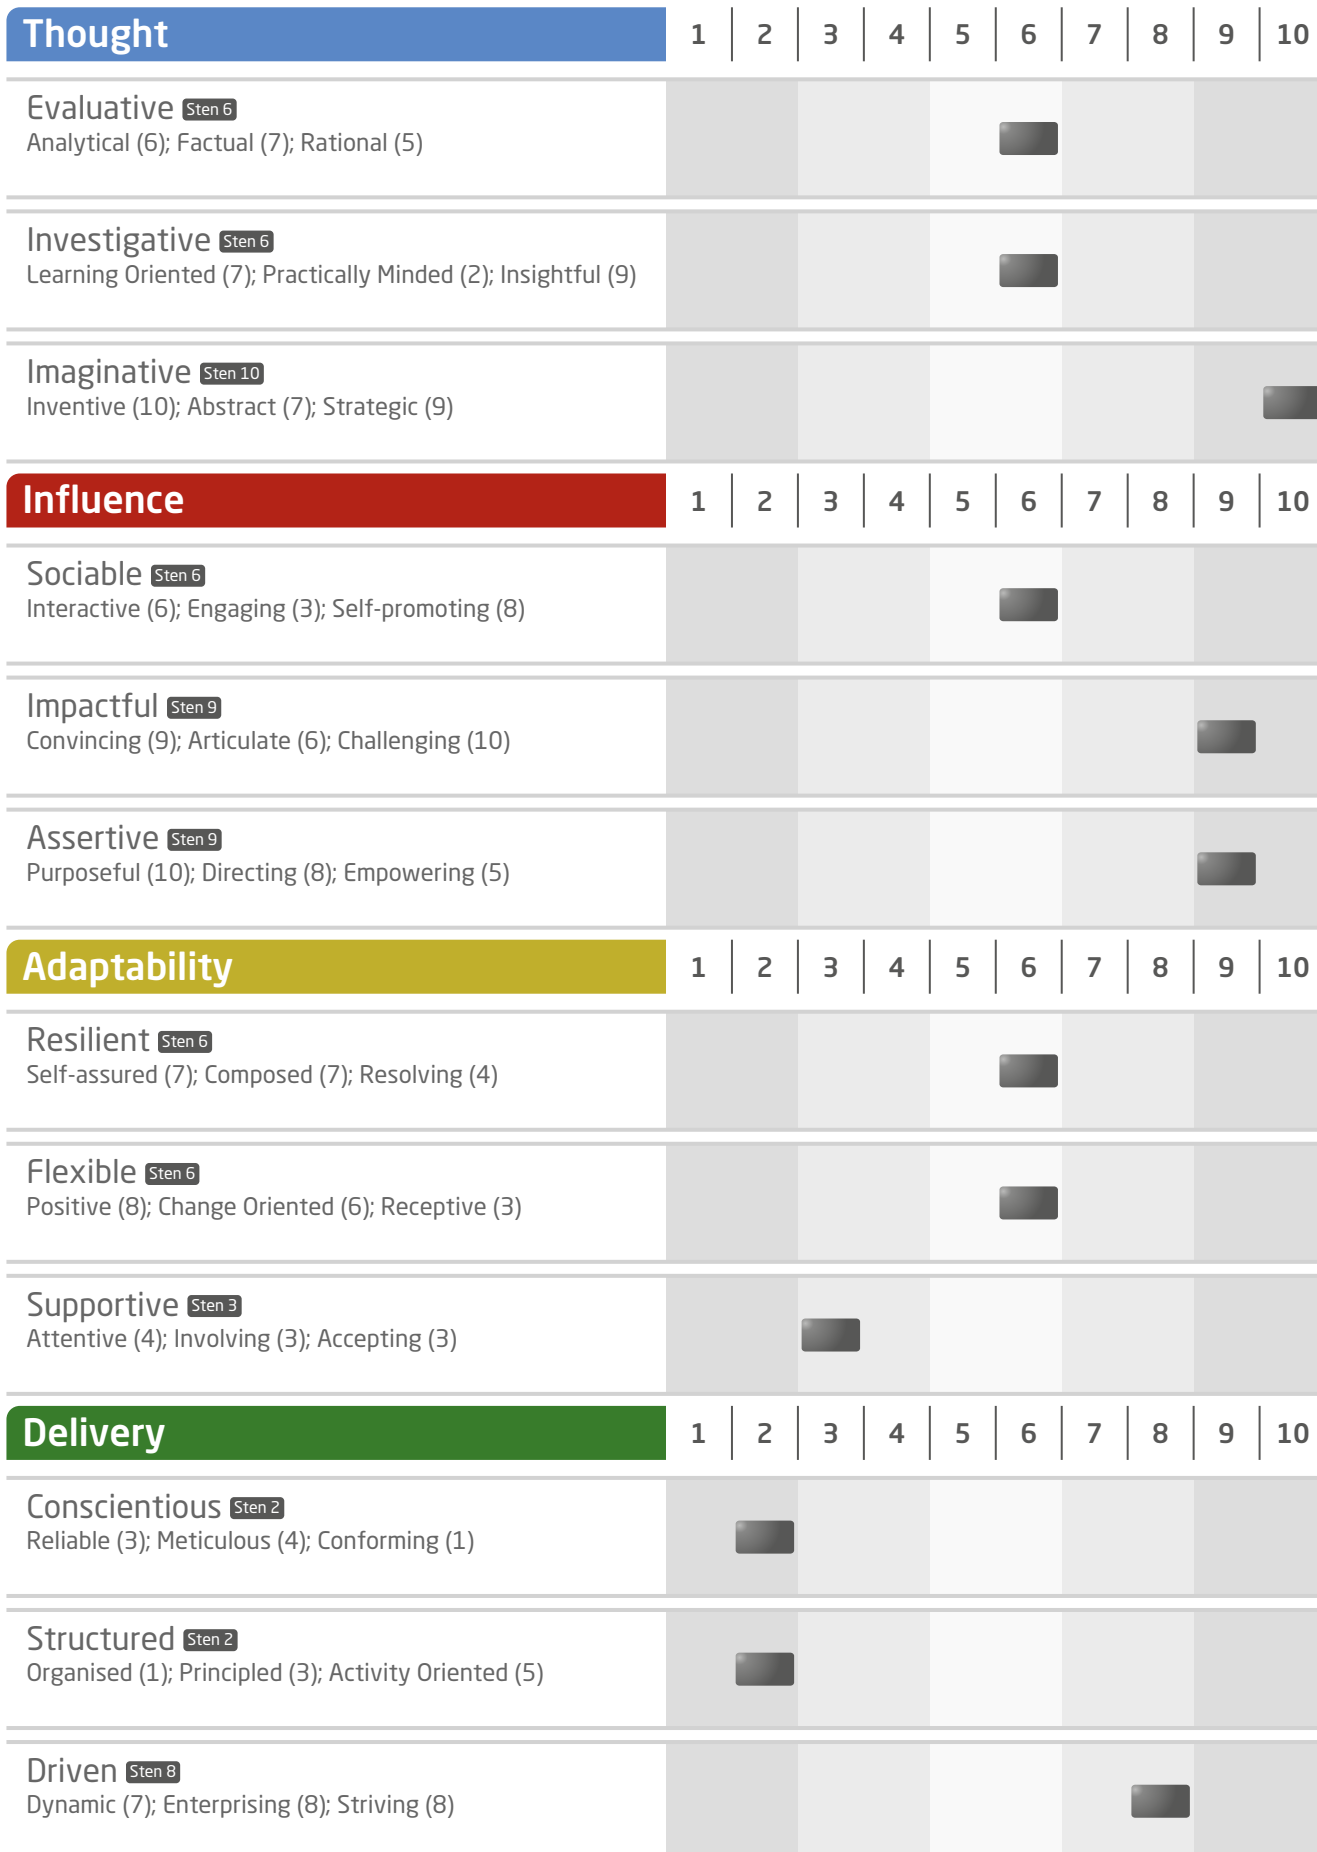 Thought 1 2 3 4 5 6 7 8 9 10
Evaluative Sten 6
Analytical (6); Factual (7); Rational (5)
Investigative Sten 6
Learning Oriented (7); Practically Minded (2); Insightful (9)
Imaginative Sten 10
Inventive (10); Abstract (7); Strategic (9)
Influence 1 2 3 4 5 6 7 8 9 10
Sociable Sten 6
Interactive (6); Engaging (3); Self-promoting (8)
Impactful Sten 9
Convincing (9); Articulate (6); Challenging (10)
Assertive Sten 9
Purposeful (10); Directing (8); Empowering (5)
Adaptability 1 2 3 4 5 6 7 8 9 10
Resilient Sten 6
Self-assured (7); Composed (7); Resolving (4)
Flexible Sten 6
Positive (8); Change Oriented (6); Receptive (3)
Supportive Sten 3
Attentive (4); Involving (3); Accepting (3)
Delivery 1 2 3 4 5 6 7 8 9 10
Conscientious Sten 2
Reliable (3); Meticulous (4); Conforming (1)
Structured Sten 2
Organised (1); Principled (3); Activity Oriented (5)
Driven Sten 8
Dynamic (7); Enterprising (8); Striving (8)